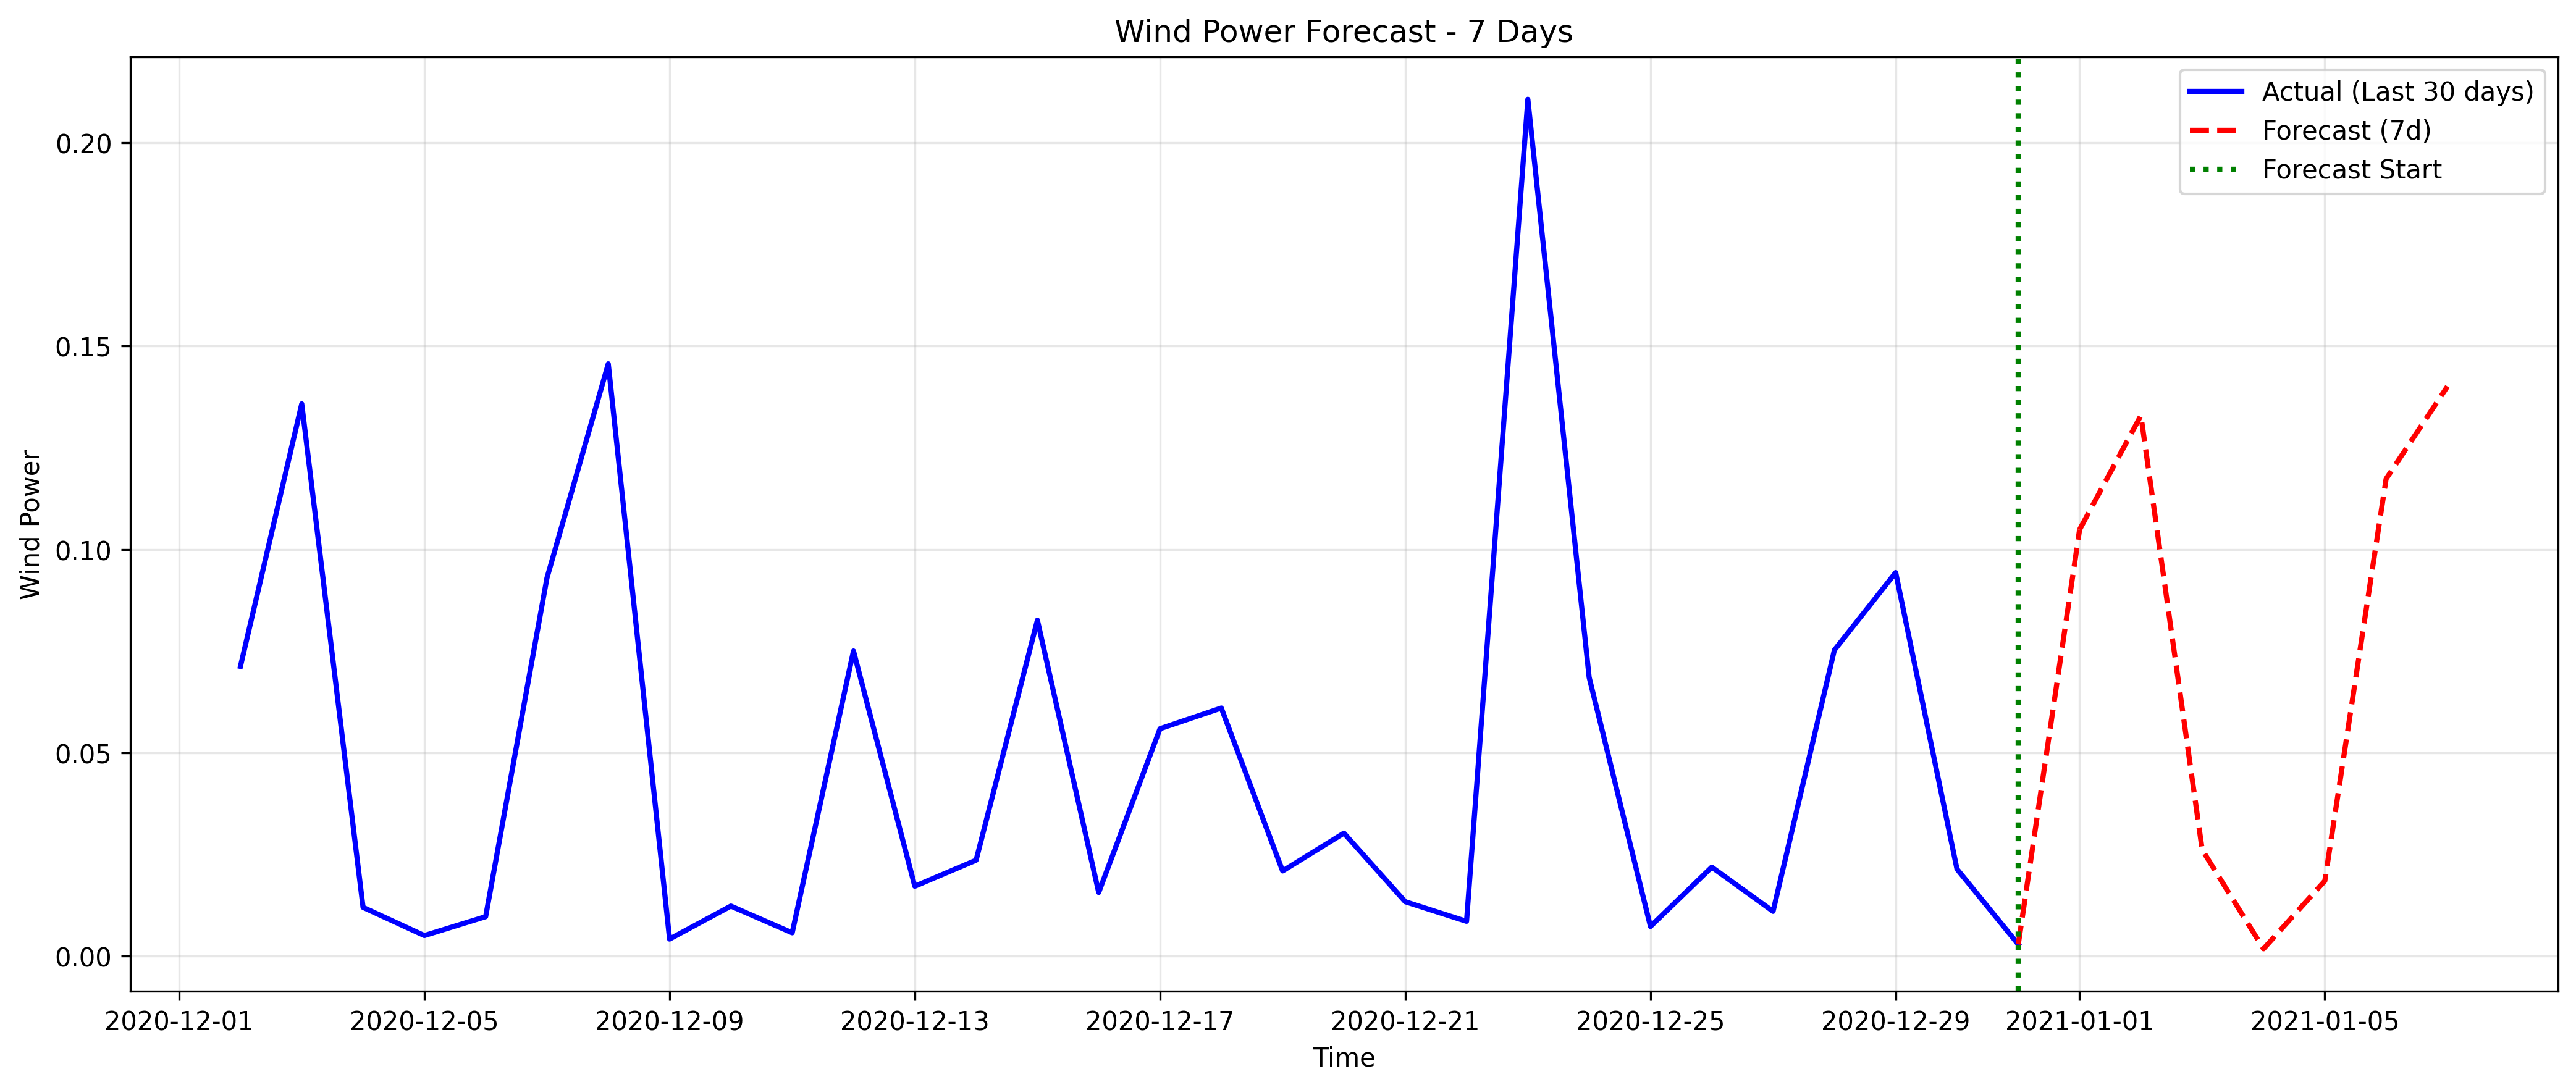 Wind Power Forecast - 7 Days
Actual (Last 30 days)
Forecast (7d)
Forecast Start
Wind Power
0.20
0.15
0.10
0.05
0.00
2020-12-01 2020-12-05 2020-12-09 2020-12-13 2020-12-17 2020-12-21 2020-12-25 2020-12-29 2021-01-01 2021-01-05
Time